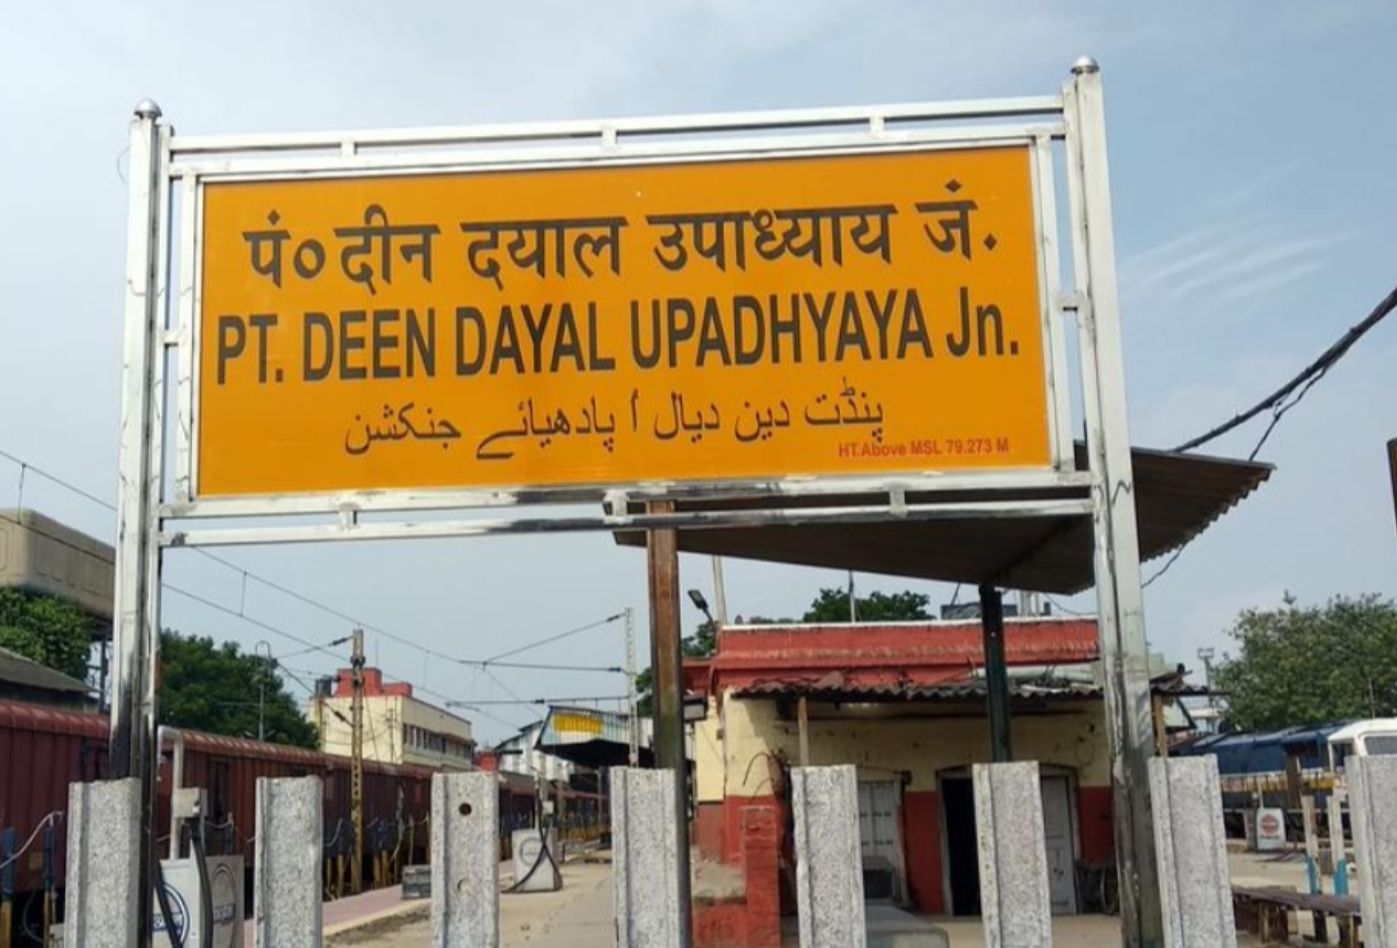 पं० दीन दयाल उपाध्याय जं.
PT. DEEN DAYAL UPADHYAYA Jn.
پنڈت دین دیال اُ پادھیائے جنکشن
HT.Above MSL 79.273 M